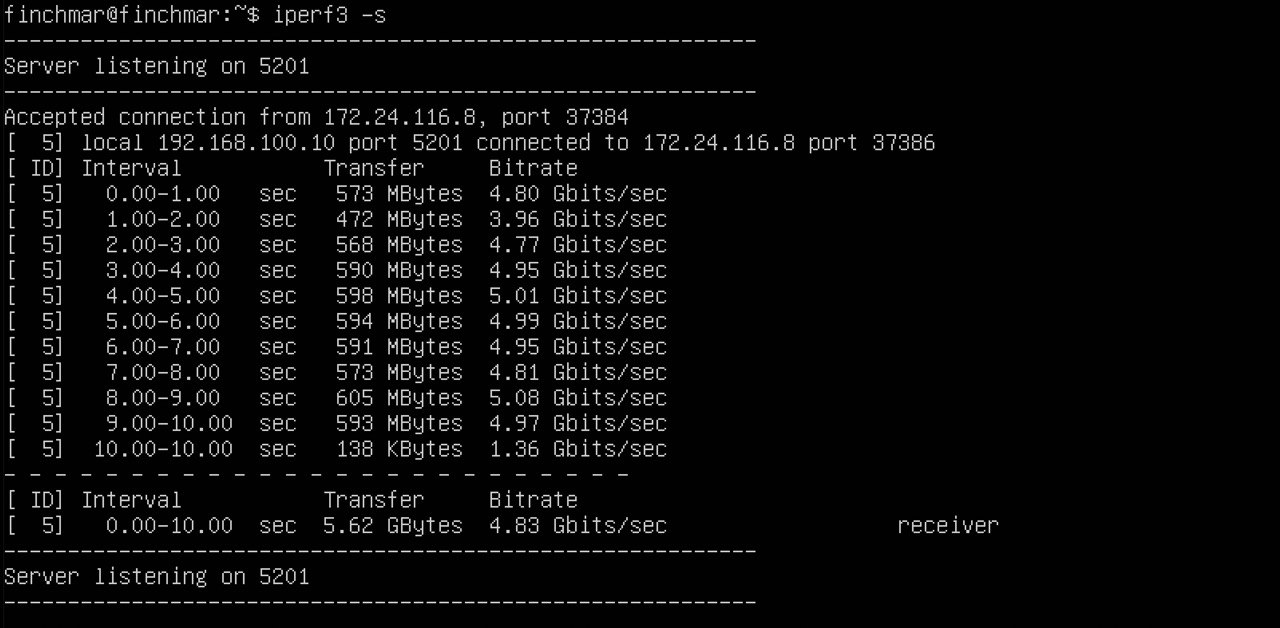 finchmar@finchmar:~$ iperf3 -s
-----------------------------------------------------------
Server listening on 5201
-----------------------------------------------------------
Accepted connection from 172.24.116.8, port 37384
[  5] local 192.168.100.10 port 5201 connected to 172.24.116.8 port 37386
[ ID] Interval           Transfer     Bitrate
[  5]   0.00-1.00   sec   573 MBytes  4.80 Gbits/sec
[  5]   1.00-2.00   sec   472 MBytes  3.96 Gbits/sec
[  5]   2.00-3.00   sec   568 MBytes  4.77 Gbits/sec
[  5]   3.00-4.00   sec   590 MBytes  4.95 Gbits/sec
[  5]   4.00-5.00   sec   598 MBytes  5.01 Gbits/sec
[  5]   5.00-6.00   sec   594 MBytes  4.99 Gbits/sec
[  5]   6.00-7.00   sec   591 MBytes  4.95 Gbits/sec
[  5]   7.00-8.00   sec   573 MBytes  4.81 Gbits/sec
[  5]   8.00-9.00   sec   605 MBytes  5.08 Gbits/sec
[  5]   9.00-10.00  sec   593 MBytes  4.97 Gbits/sec
[  5]  10.00-10.00  sec   138 KBytes  1.36 Gbits/sec
- - - - - - - - - - - - - - - - - - - - - - - - -
[ ID] Interval           Transfer     Bitrate
[  5]   0.00-10.00  sec  5.62 GBytes  4.83 Gbits/sec                  receiver
-----------------------------------------------------------
Server listening on 5201
-----------------------------------------------------------